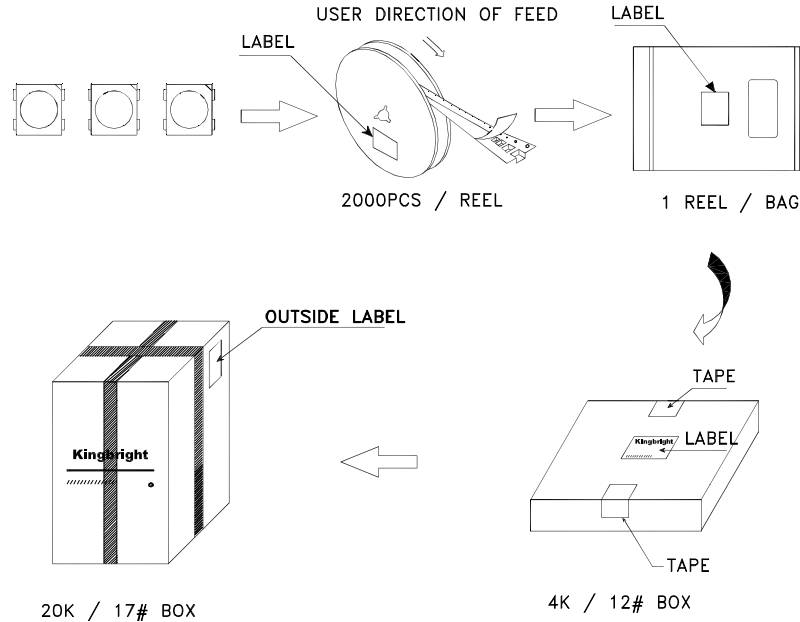 USER DIRECTION OF FEED
LABEL
LABEL
2000PCS / REEL
1 REEL / BAG
OUTSIDE LABEL
TAPE
Kingbright
LABEL
Kingbright
TAPE
20K / 17# BOX
4K / 12# BOX